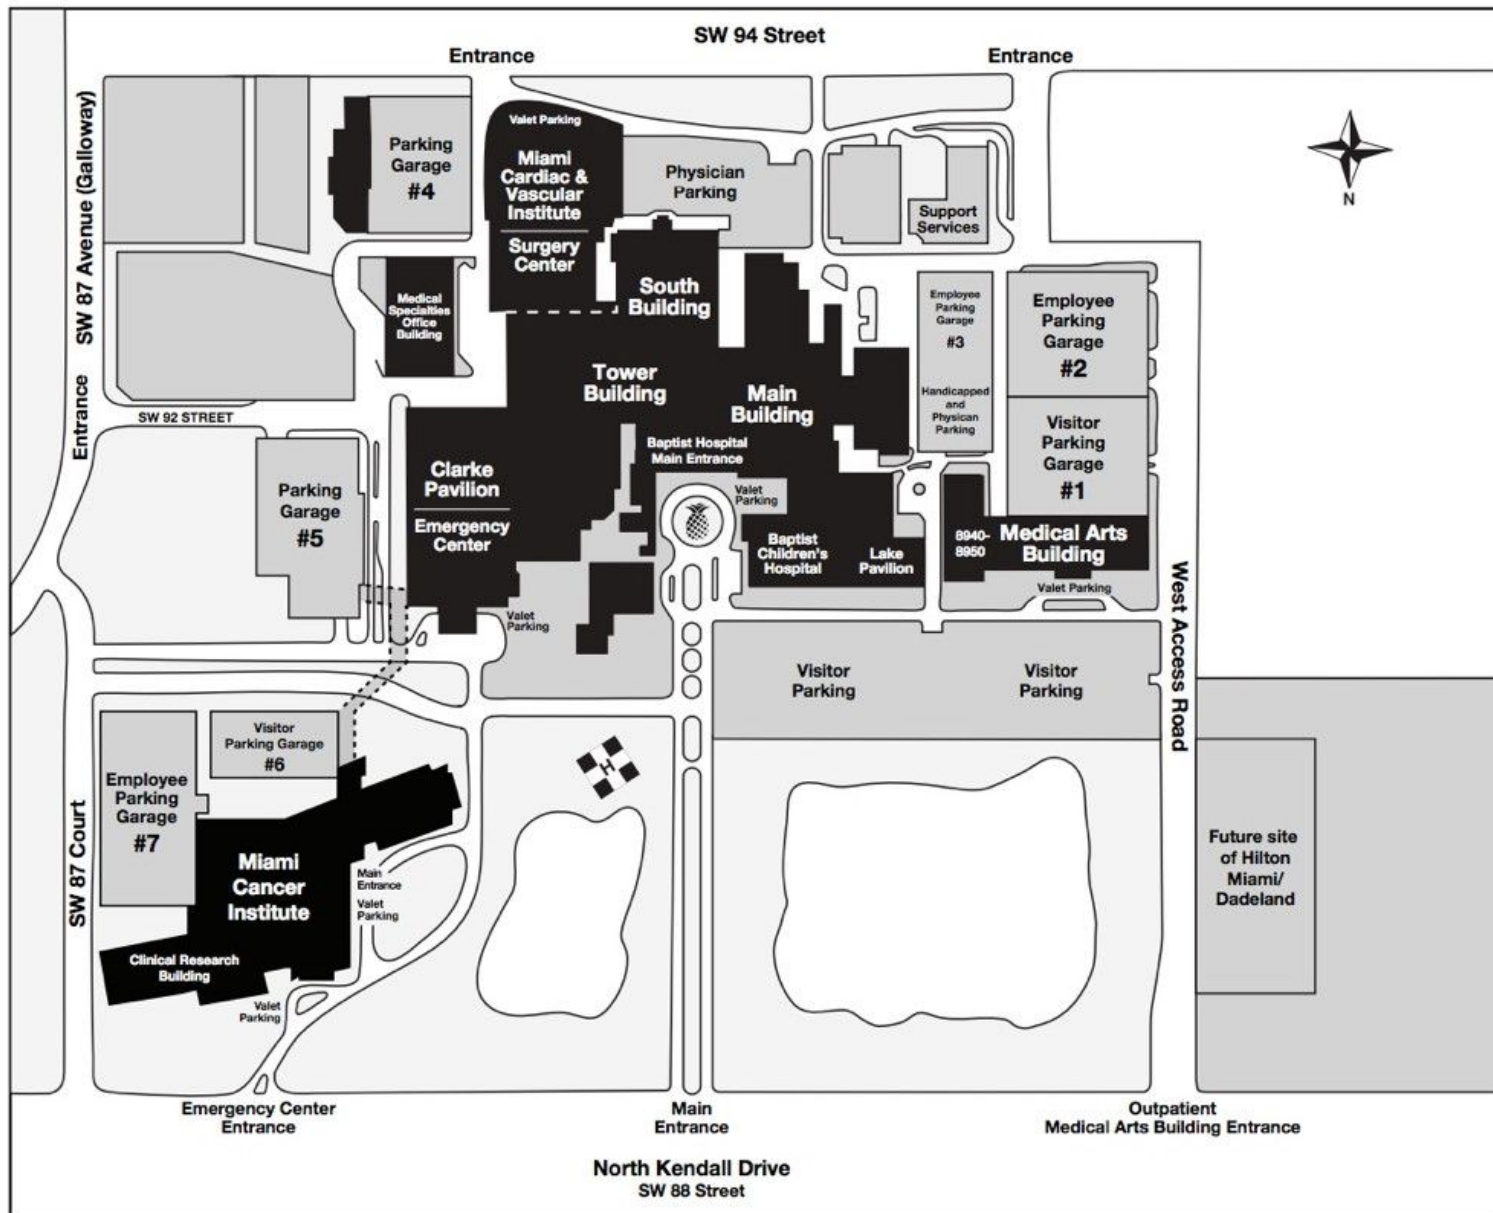 SW 94 Street
Entrance
Entrance
SW 87 Avenue (Galloway)
Entrance
Parking
Garage
#4
Valet Parking
Miami
Cardiac &
Vascular
Institute
Surgery
Center
Physician
Parking
Support
Services
N
Medical
Specialties
Office
Building
South
Building
Employee
Parking
Garage
#3
Handicapped
and
Physican
Parking
Employee
Parking
Garage
#2
Visitor
Parking
Garage
#1
Tower
Building
Main
Building
SW 92 STREET
Baptist Hospital
Main Entrance
Clarke
Pavilion
Emergency
Center
Parking
Garage
#5
Valet
Parking
Baptist
Children's
Hospital
Lake
Pavilion
8940-
8950
Medical Arts
Building
Valet Parking
Valet
Parking
West Access Road
Visitor
Parking
Visitor
Parking
Visitor
Parking Garage
#6
H
Employee
Parking
Garage
#7
SW 87 Court
Miami
Cancer
Institute
Main
Entrance
Valet
Parking
Future site
of Hilton
Miami/
Dadeland
Clinical Research
Building
Valet
Parking
Emergency Center
Entrance
Main
Entrance
Outpatient
Medical Arts Building Entrance
North Kendall Drive
SW 88 Street